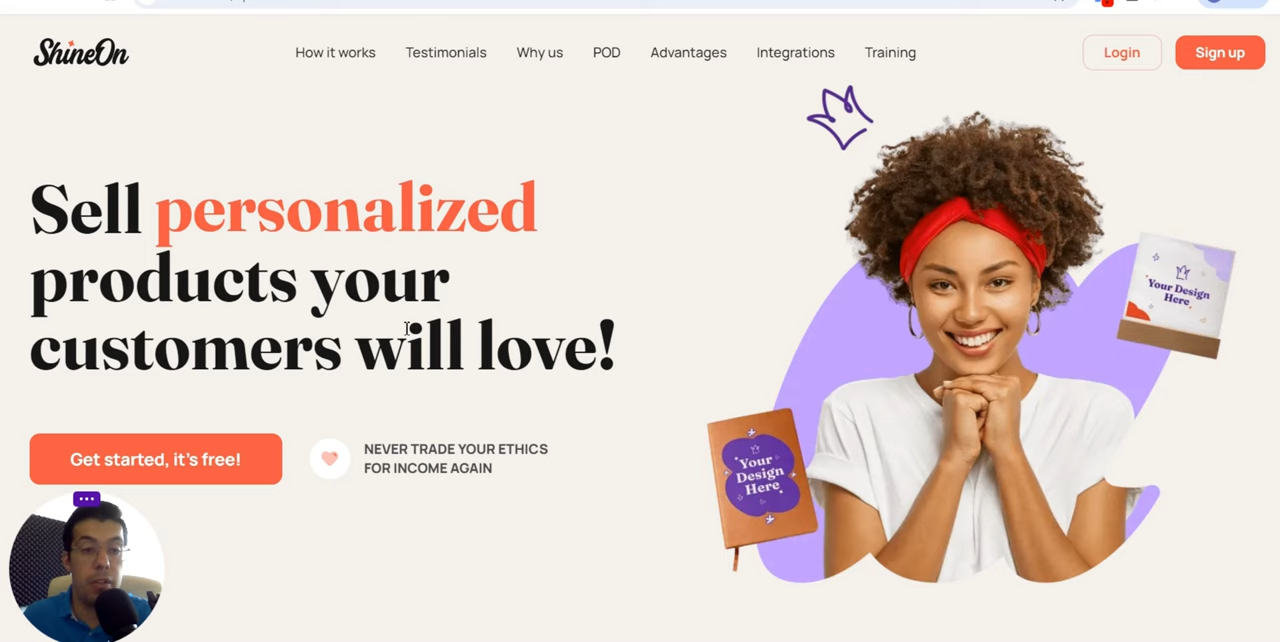 ShineOn
How it works
Testimonials
Why us
POD
Advantages
Integrations
Training
Login
Sign up
Sell personalized
products your
customers will love!
Get started, it's free!
NEVER TRADE YOUR ETHICS
FOR INCOME AGAIN
Your Design
Here
Your
Design
Here